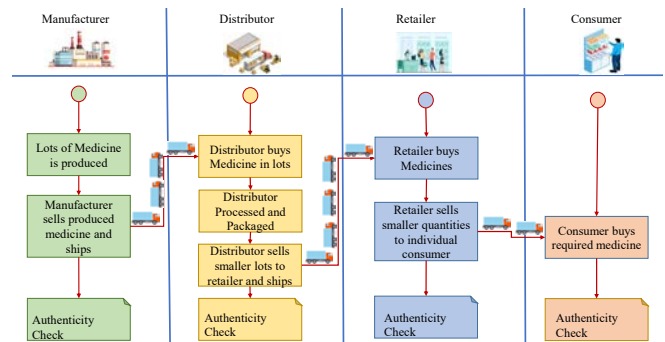 Manufacturer
Distributor
Retailer
Consumer
Lots of Medicine
is produced
Manufacturer
sells produced
medicine and
ships
Authenticity
Check
Distributor buys
Medicine in lots
Distributor
Processed and
Packaged
Distributor sells
smaller lots to
retailer and ships
Authenticity
Check
Retailer buys
Medicines
Retailer sells
smaller quantities
to individual
consumer
Authenticity
Check
Consumer buys
required medicine
Authenticity
Check